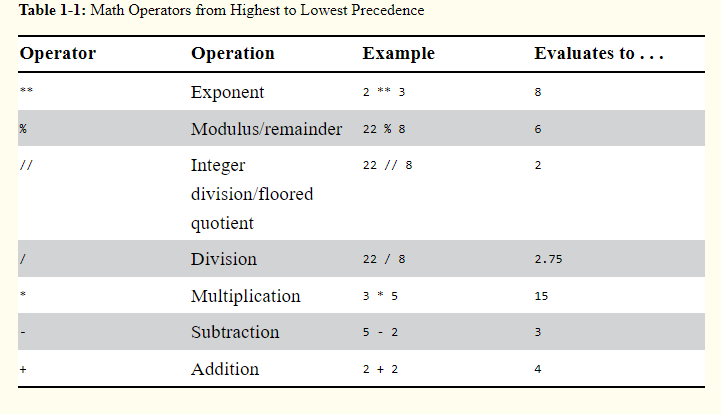 Table 1-1: Math Operators from Highest to Lowest Precedence
Operator Operation Example Evaluates to . . .
** Exponent 2 ** 3 8
% Modulus/remainder 22 % 8 6
// Integer 22 // 8 2
division/floored
quotient
/ Division 22 / 8 2.75
* Multiplication 3 * 5 15
- Subtraction 5 - 2 3
+ Addition 2 + 2 4